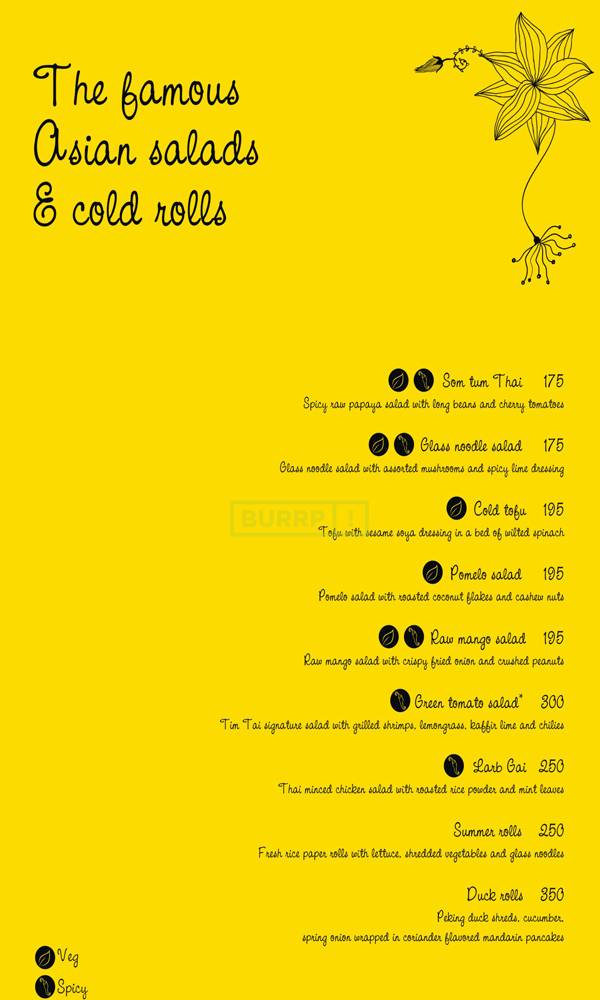 The famous
Asian salads
& cold rolls
Som tum Thai 175
Spicy raw papaya salad with long beans and cherry tomatoes
Glass noodle salad 175
Glass noodle salad with assorted mushrooms and spicy lime dressing
Cold tofu 195
BURRP!
Tofu with sesame soya dressing in a bed of wilted spinach
Pomelo salad 195
Pomelo salad with roasted coconut flakes and cashew nuts
Raw mango salad 195
Raw mango salad with crispy fried onion and crushed peanuts
Green tomato salad* 300
Tim Tai signature salad with grilled shrimps, lemongrass, kaffir lime and chilies
Larb Gai 250
Thai minced chicken salad with roasted rice powder and mint leaves
Summer rolls 250
Fresh rice paper rolls with lettuce, shredded vegetables and glass noodles
Duck rolls 350
Peking duck shreds, cucumber,
spring onion wrapped in coriander flavored mandarin pancakes
Veg
Spicy